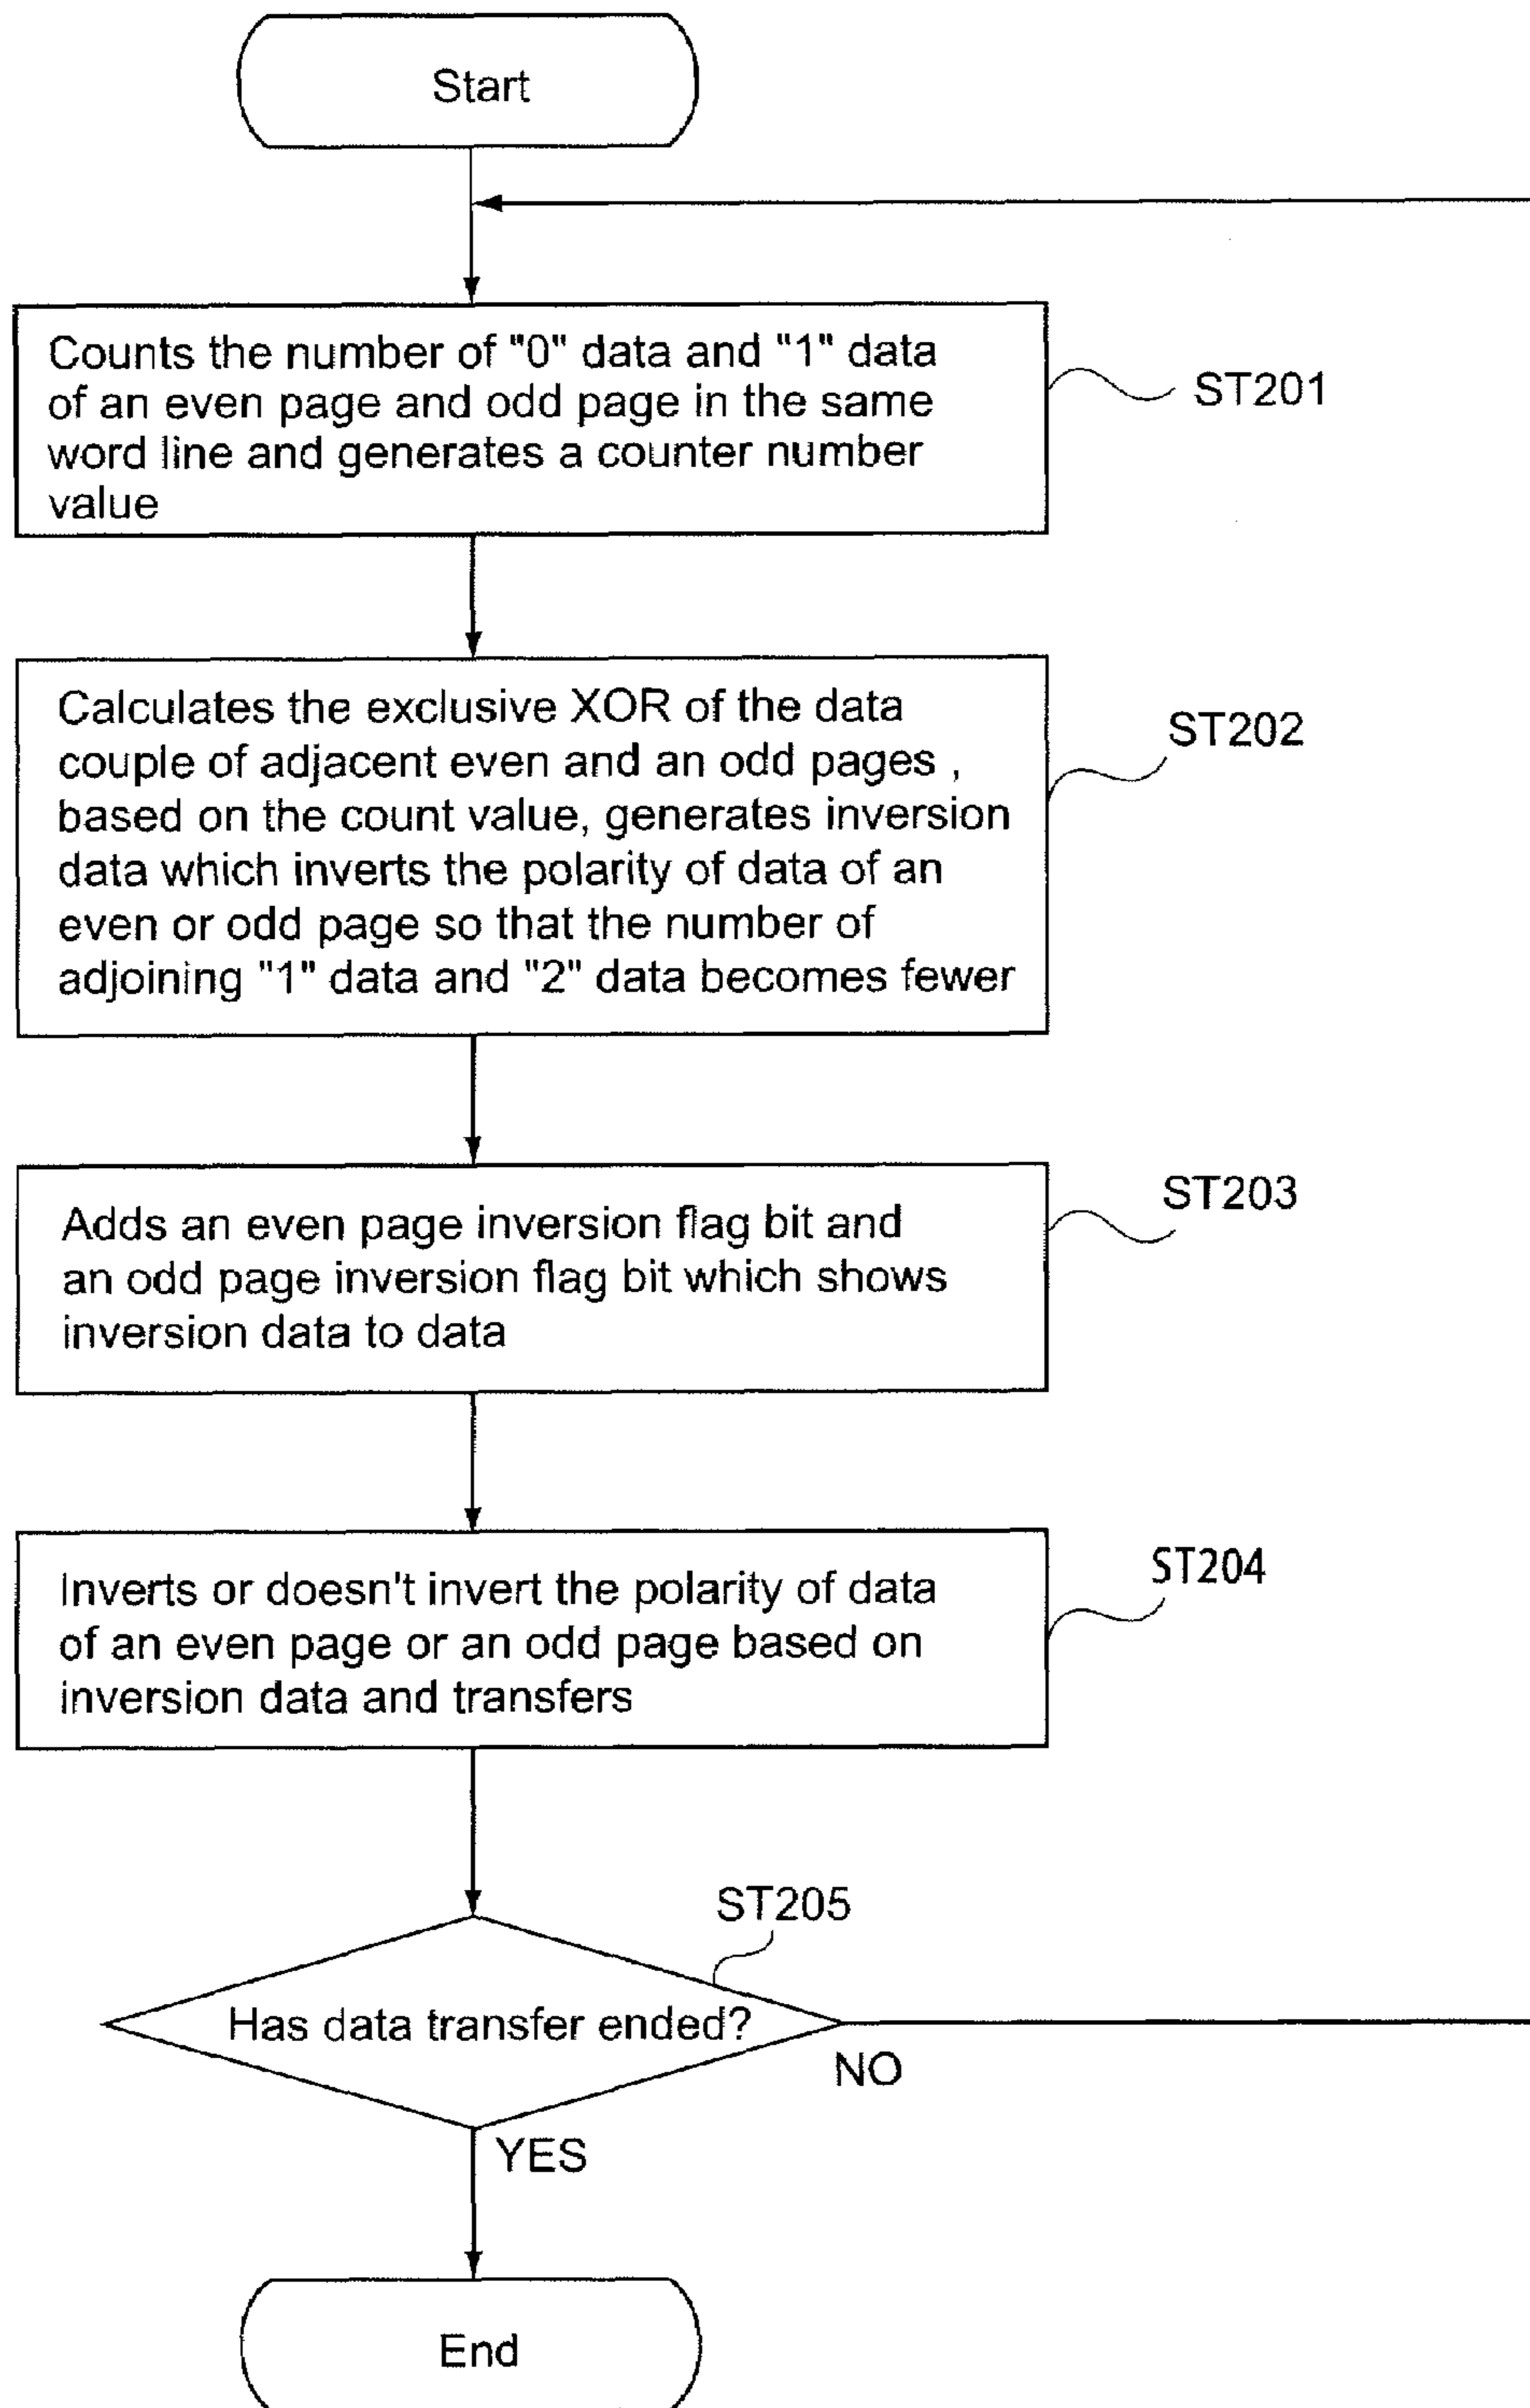 Start
Counts the number of "0" data and "1" data
of an even page and odd page in the same
word line and generates a counter number
value
ST201
Calculates the exclusive XOR of the data
couple of adjacent even and an odd pages ,
based on the count value, generates inversion
data which inverts the polarity of data of an
even or odd page so that the number of
adjoining "1" data and "2" data becomes fewer
ST202
Adds an even page inversion flag bit and
an odd page inversion flag bit which shows
inversion data to data
ST203
Inverts or doesn't invert the polarity of data
of an even page or an odd page based on
inversion data and transfers
ST204
ST205
Has data transfer ended?
NO
YES
End